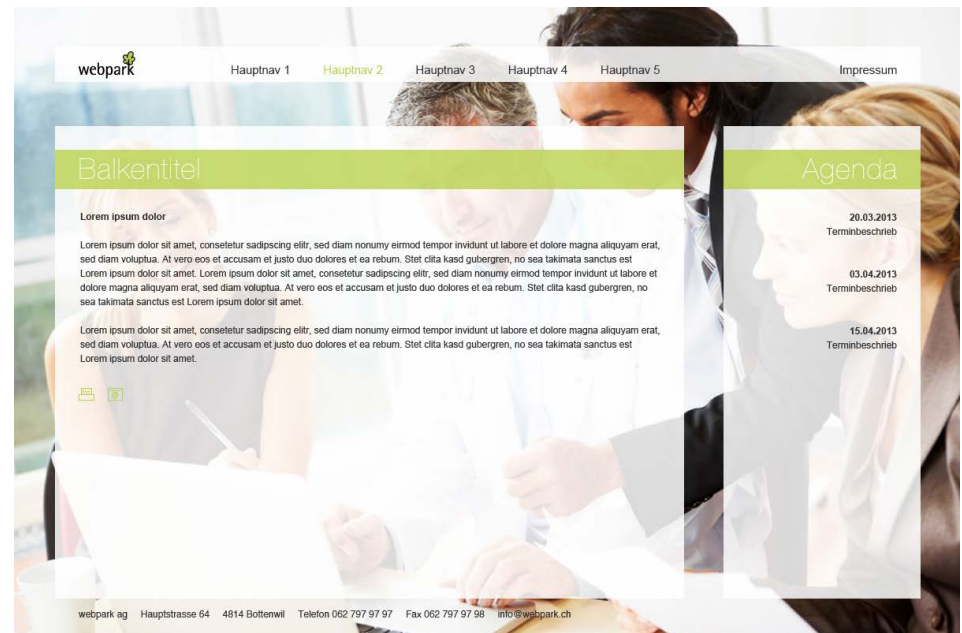 webpark
Hauptnav 1
Hauptnav 2
Hauptnav 3
Hauptnav 4
Hauptnav 5
Impressum
Balkentitel
Lorem ipsum dolor
Lorem ipsum dolor sit amet, consetetur sadipscing elitr, sed diam nonumy eirmod tempor invidunt ut labore et dolore magna aliquyam erat,
sed diam voluptua. At vero eos et accusam et justo duo dolores et ea rebum. Stet clita kasd gubergren, no sea takimata sanctus est
Lorem ipsum dolor sit amet. Lorem ipsum dolor sit amet, consetetur sadipscing elitr, sed diam nonumy eirmod tempor invidunt ut labore et
dolore magna aliquyam erat, sed diam voluptua. At vero eos et accusam et justo duo dolores et ea rebum. Stet clita kasd gubergren, no
sea takimata sanctus est Lorem ipsum dolor sit amet.
Lorem ipsum dolor sit amet, consetetur sadipscing elitr, sed diam nonumy eirmod tempor invidunt ut labore et dolore magna aliquyam erat,
sed diam voluptua. At vero eos et accusam et justo duo dolores et ea rebum. Stet clita kasd gubergren, no sea takimata sanctus est
Lorem ipsum dolor sit amet.
Agenda
20.03.2013
Terminbeschrieb
03.04.2013
Terminbeschrieb
15.04.2013
Terminbeschrieb
webpark ag Hauptstrasse 64 4814 Bottenwil Telefon 062 797 97 97 Fax 062 797 97 98 info@webpark.ch